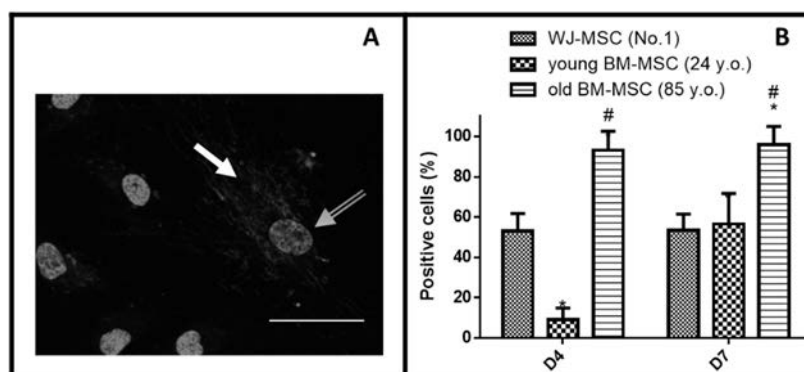 A
B
WJ-MSC (No.1)
young BM-MSC (24 y.o.)
old BM-MSC (85 y.o.)
Positive cells (%)
100
80
60
40
20
0
*
#
#
*
D4
D7